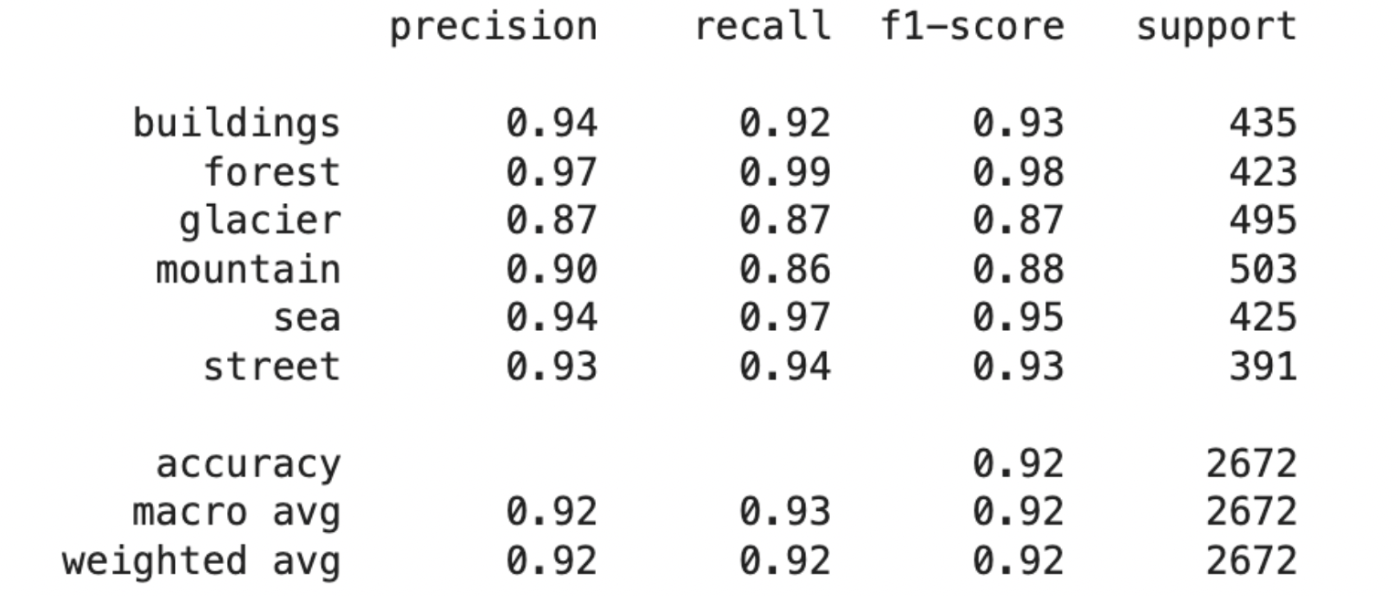 precision recall f1-score support
buildings 0.94 0.92 0.93 435
forest 0.97 0.99 0.98 423
glacier 0.87 0.87 0.87 495
mountain 0.90 0.86 0.88 503
sea 0.94 0.97 0.95 425
street 0.93 0.94 0.93 391
accuracy 0.92 2672
macro avg 0.92 0.93 0.92 2672
weighted avg 0.92 0.92 0.92 2672